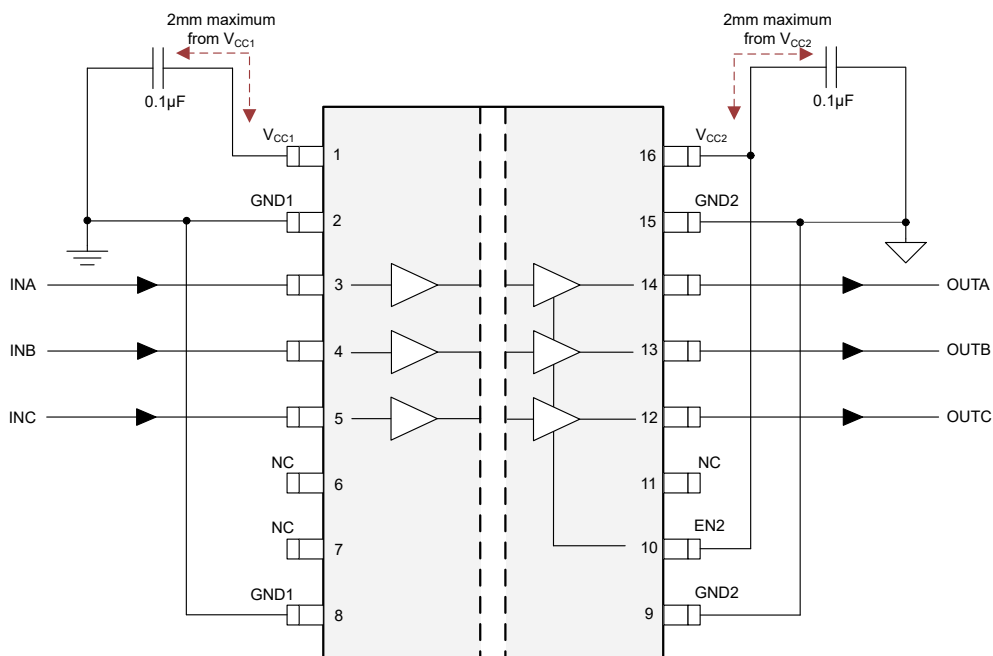 2mm maximum
from VCC1
2mm maximum
from VCC2
0.1µF
0.1µF
VCC1
1
16
VCC2
GND1
2
15
GND2
INA
3
14
OUTA
INB
4
13
OUTB
INC
5
12
OUTC
NC
6
11
NC
NC
7
10
EN2
GND1
8
9
GND2